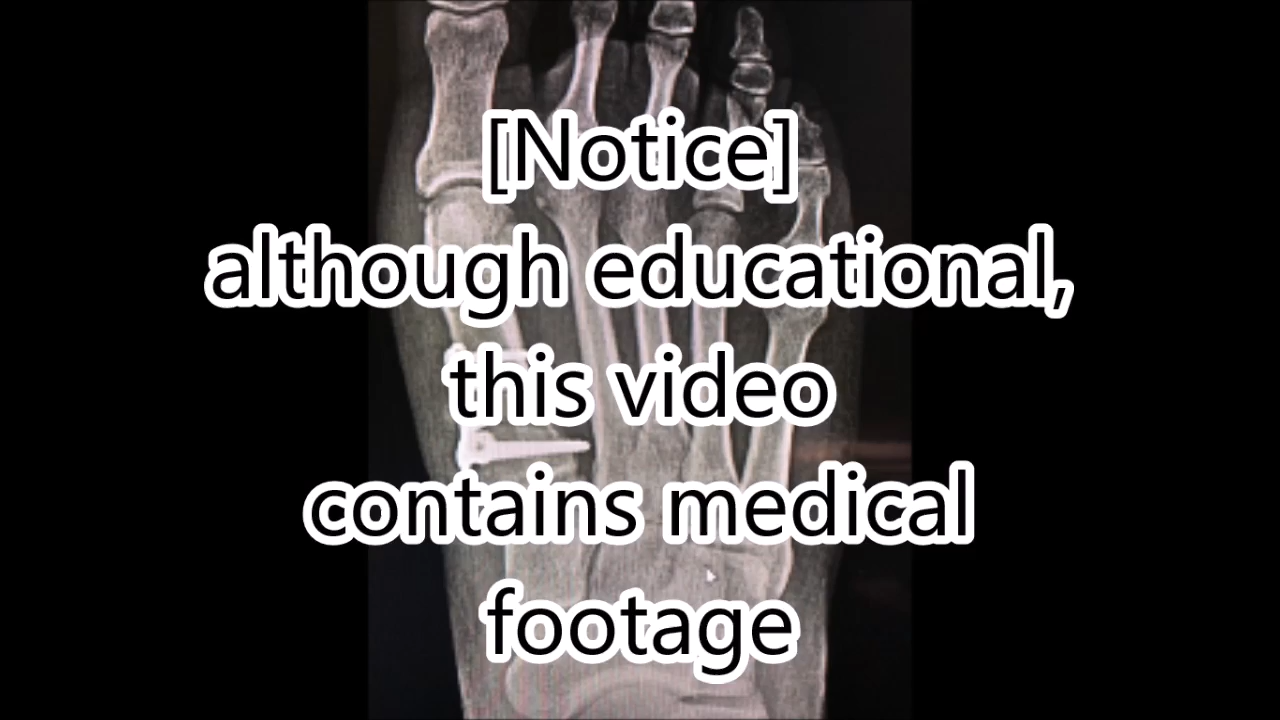 [Notice]
although educational,
this video
contains medical
footage